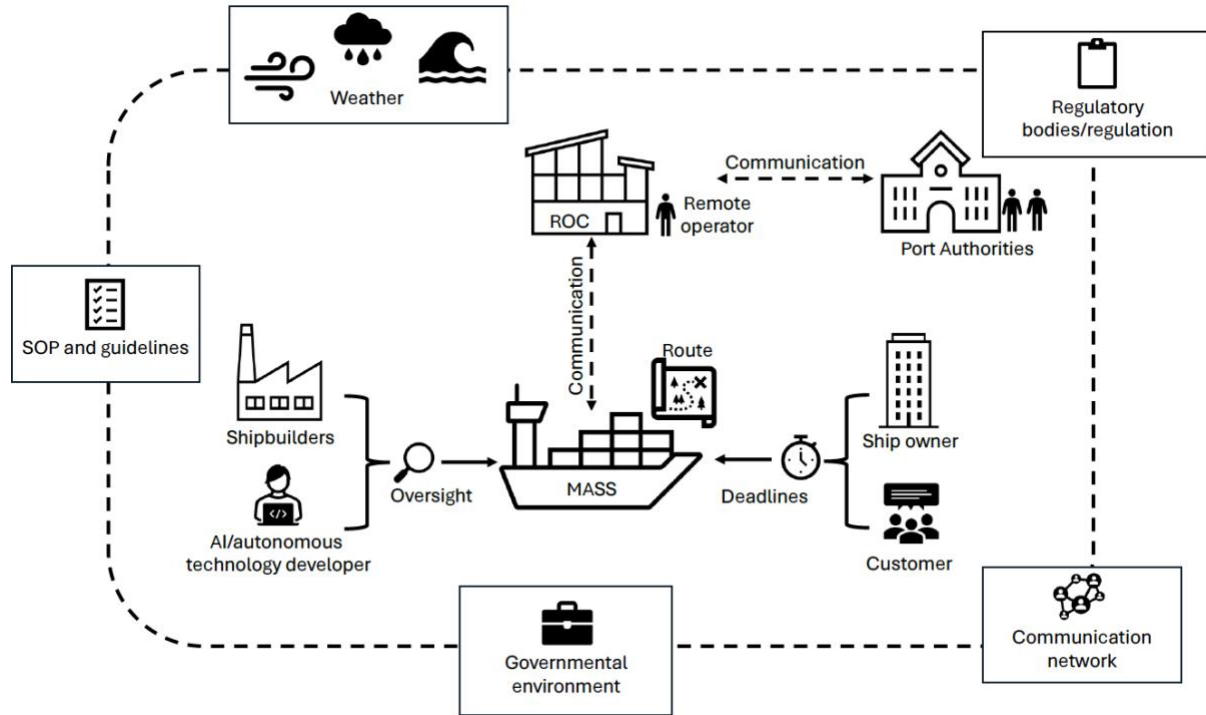 Weather
Regulatory
bodies/regulation
Communication
ROC
Remote
operator
Port Authorities
Communication
SOP and guidelines
Route
Shipbuilders
Ship owner
Oversight
MASS
Deadlines
</>
AI/autonomous
technology developer
Customer
Governmental
environment
Communication
network